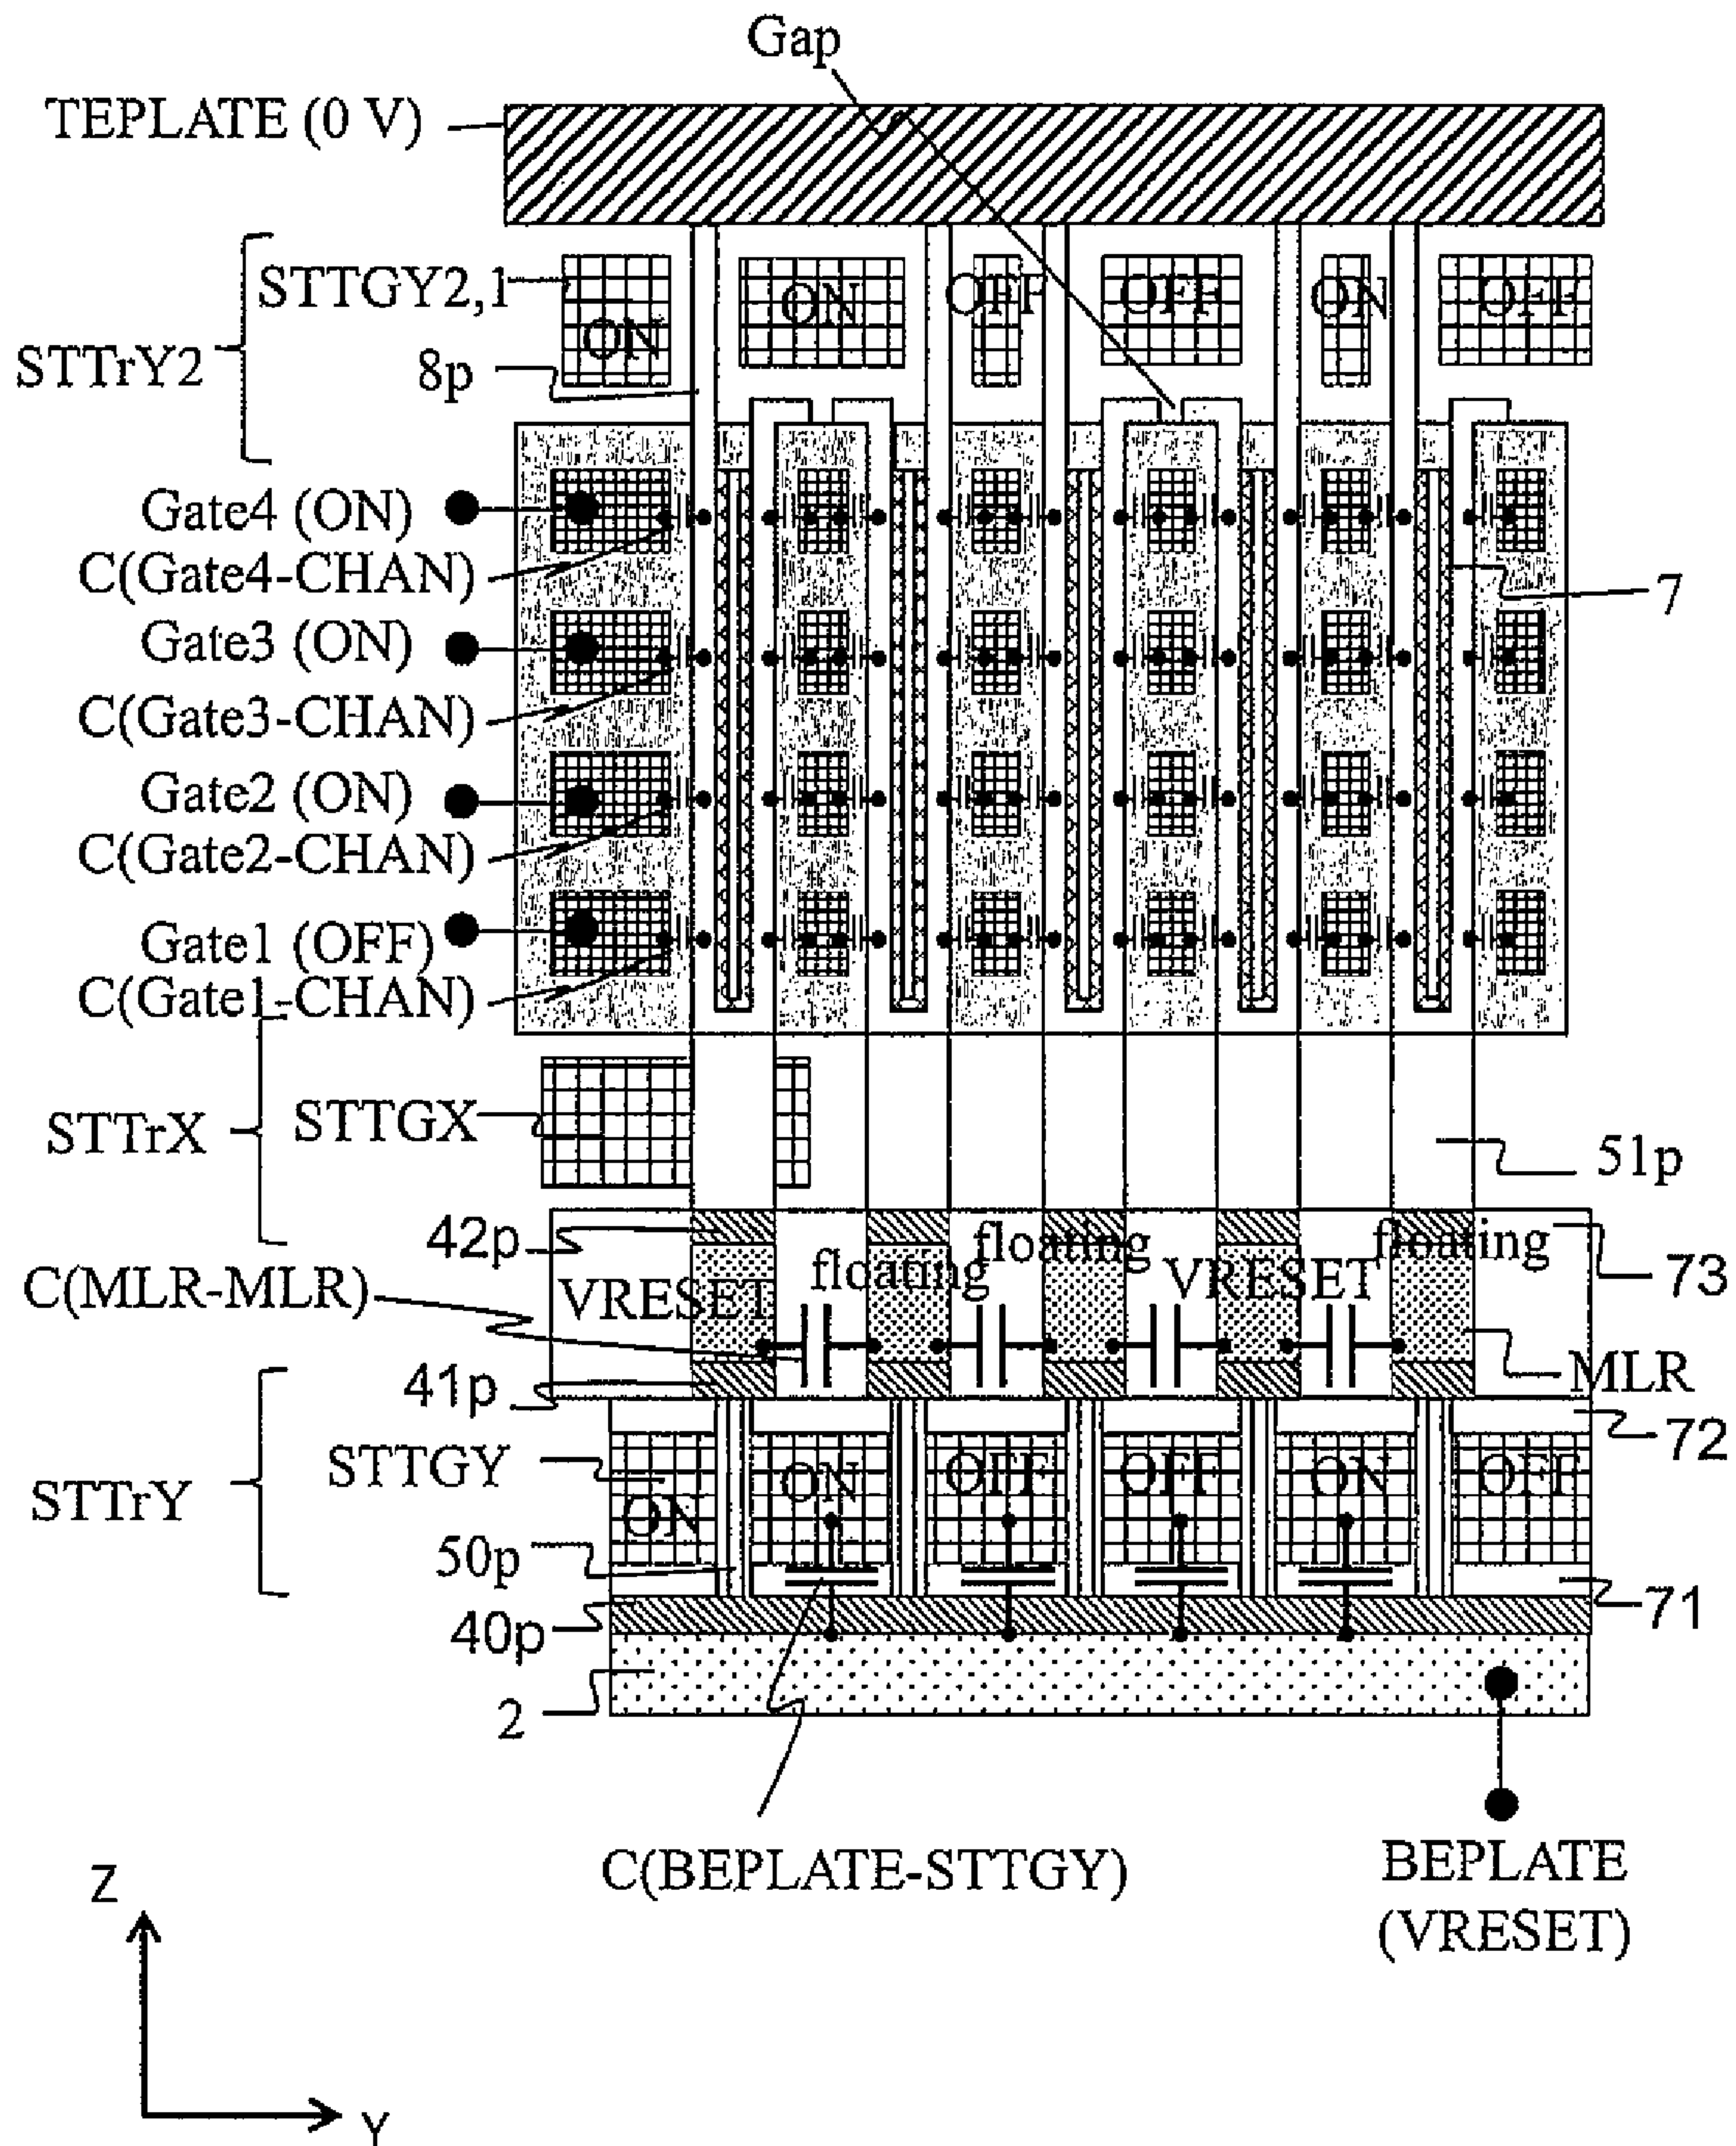 Gap
TEPLATE (0 V)
STTGY2,1
ON
ON
OFF
OFF
ON
OFF
STTrY2
8p
Gate4 (ON)
C(Gate4-CHAN)
7
Gate3 (ON)
C(Gate3-CHAN)
Gate2 (ON)
C(Gate2-CHAN)
Gate1 (OFF)
C(Gate1-CHAN)
STTrX
STTGX
51p
42p
floating
floating
floating
73
C(MLR-MLR)
VRESET
VRESET
41p
MLR
72
STTGY
ON
ON
OFF
OFF
ON
OFF
STTrY
50p
40p
71
2
C(BEPLATE-STTGY)
BEPLATE
(VRESET)
Z
Y